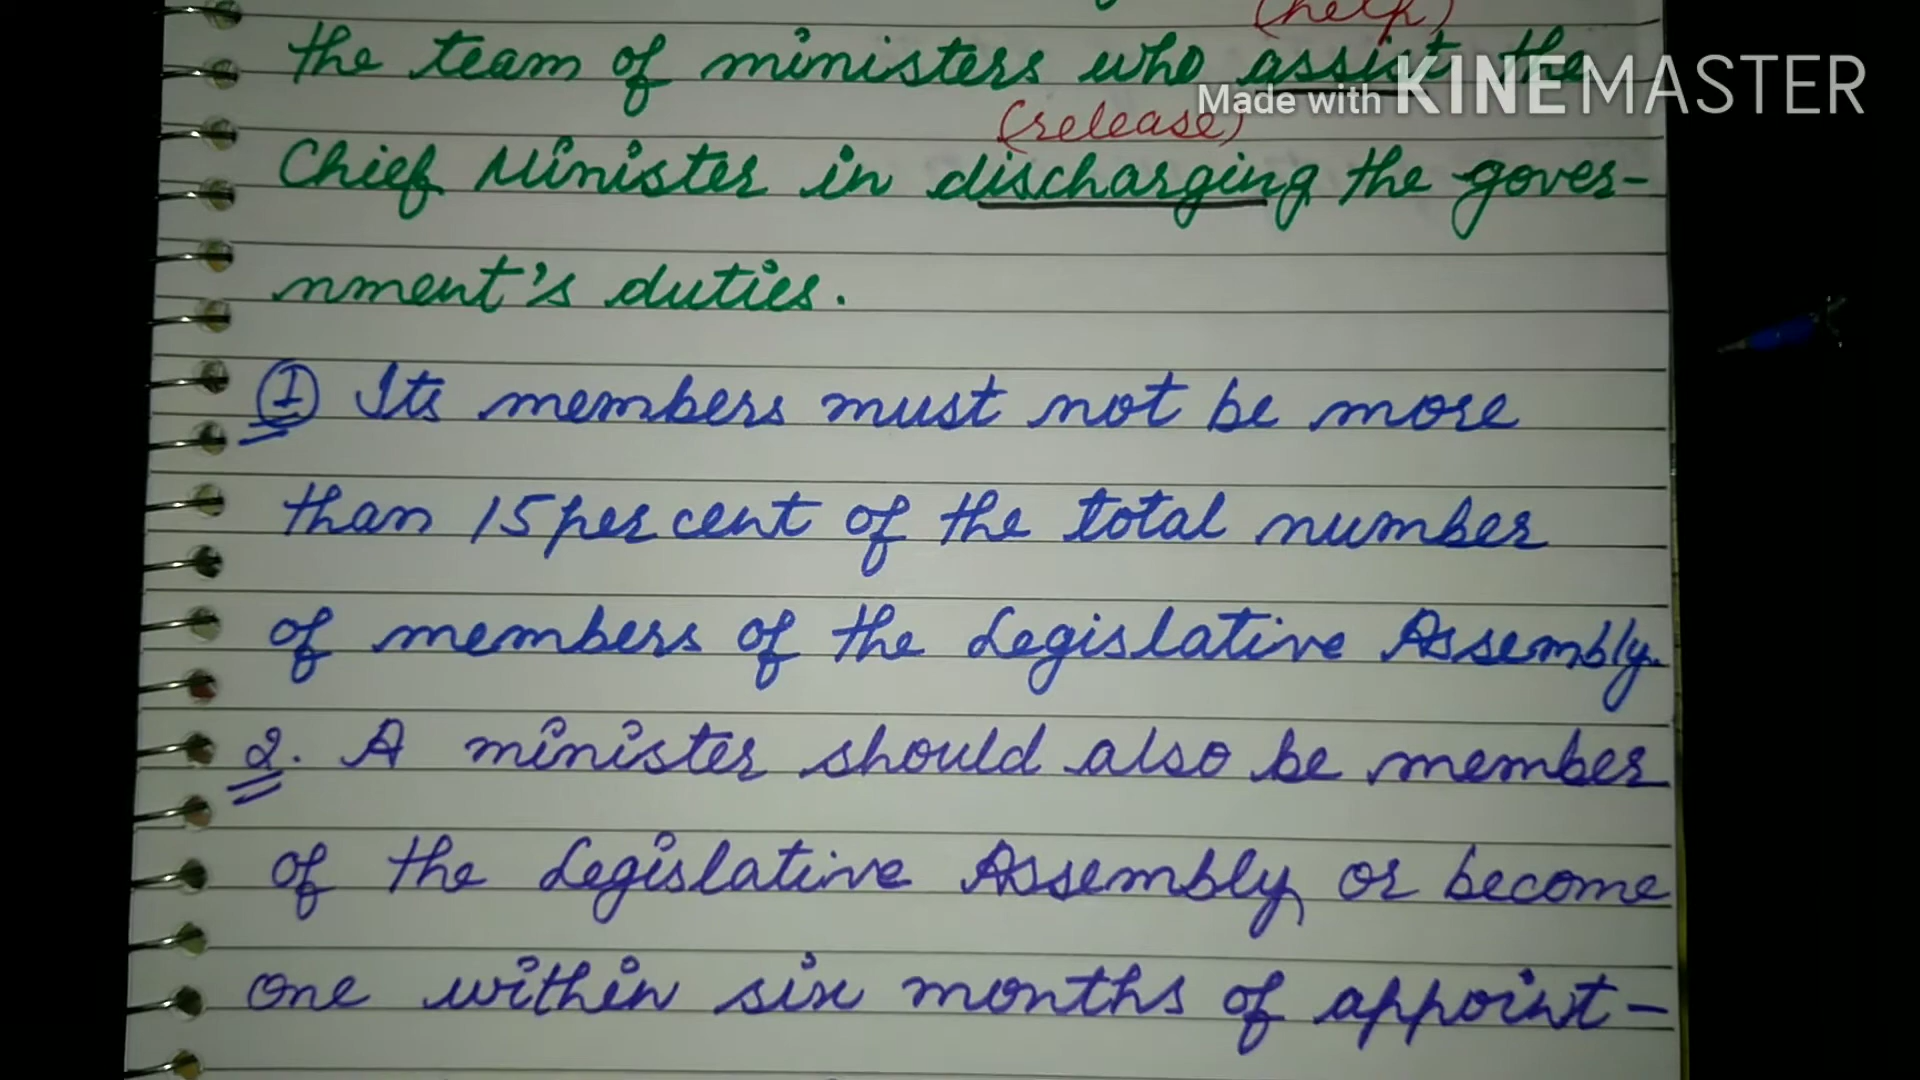 (help)
the team of ministers who assist the
Made with KINEMASTER
(release)
Chief Minister in discharging the gover-
nment's duties.
1 Its members must not be more
than 15 per cent of the total number
of members of the Legislative Assembly.
2. A minister should also be member
of the Legislative Assembly, or become
one within six months of appoint-